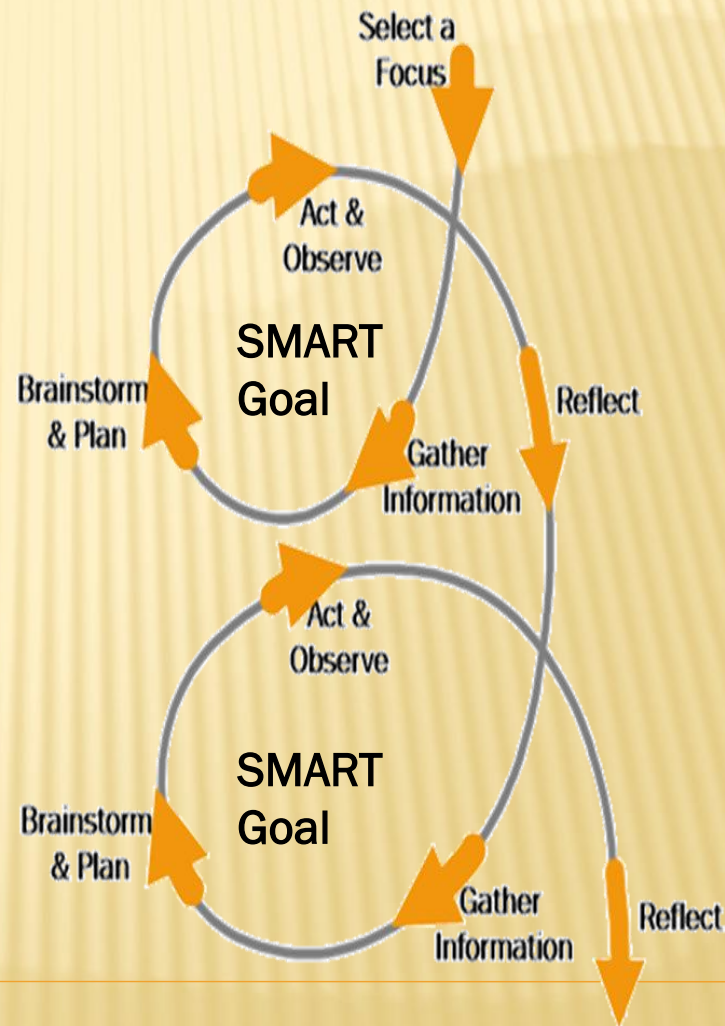 Select a
Focus
Act &
Observe
SMART
Goal
Brainstorm
& Plan
Reflect
Gather
Information
Act &
Observe
SMART
Goal
Brainstorm
& Plan
Gather
Information
Reflect